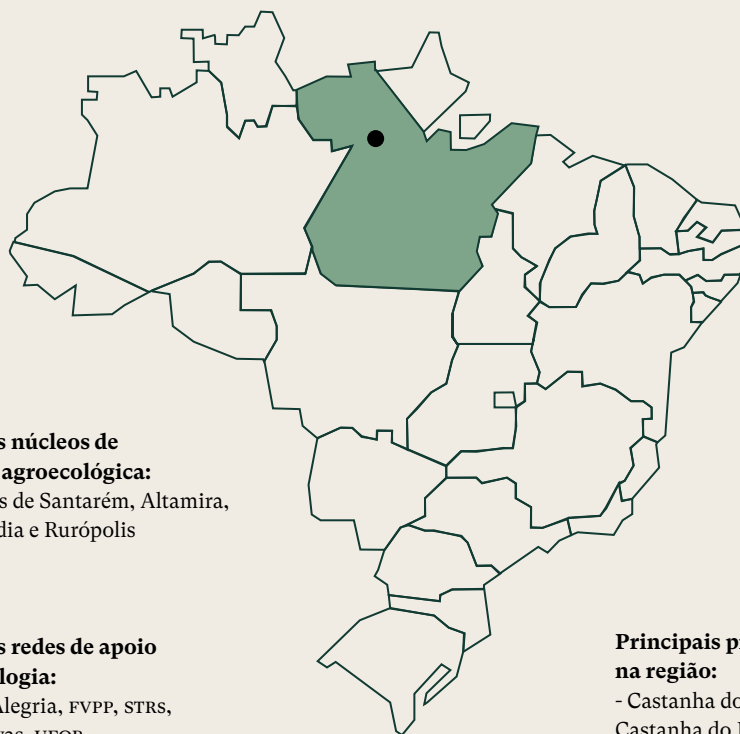 s núcleos de
agroecológica:
s de Santarém, Altamira,
dia e Rurópolis
s redes de apoio
logia:
Alegria, FVPP, STRs,
Principais p
na região:
- Castanha do
Castanha do